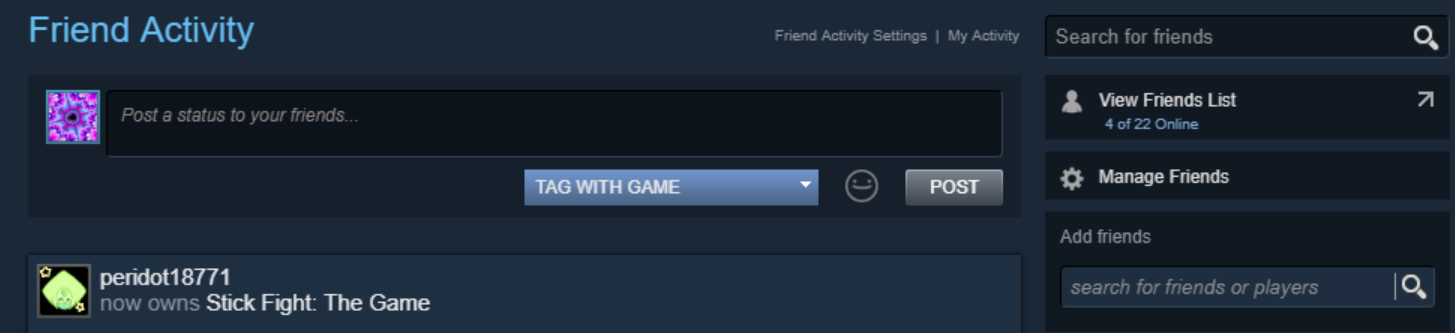 Friend Activity
Friend Activity Settings | My Activity
Post a status to your friends...
TAG WITH GAME
POST
peridot18771
now owns Stick Fight: The Game
Search for friends
View Friends List
4 of 22 Online
Manage Friends
Add friends
search for friends or players